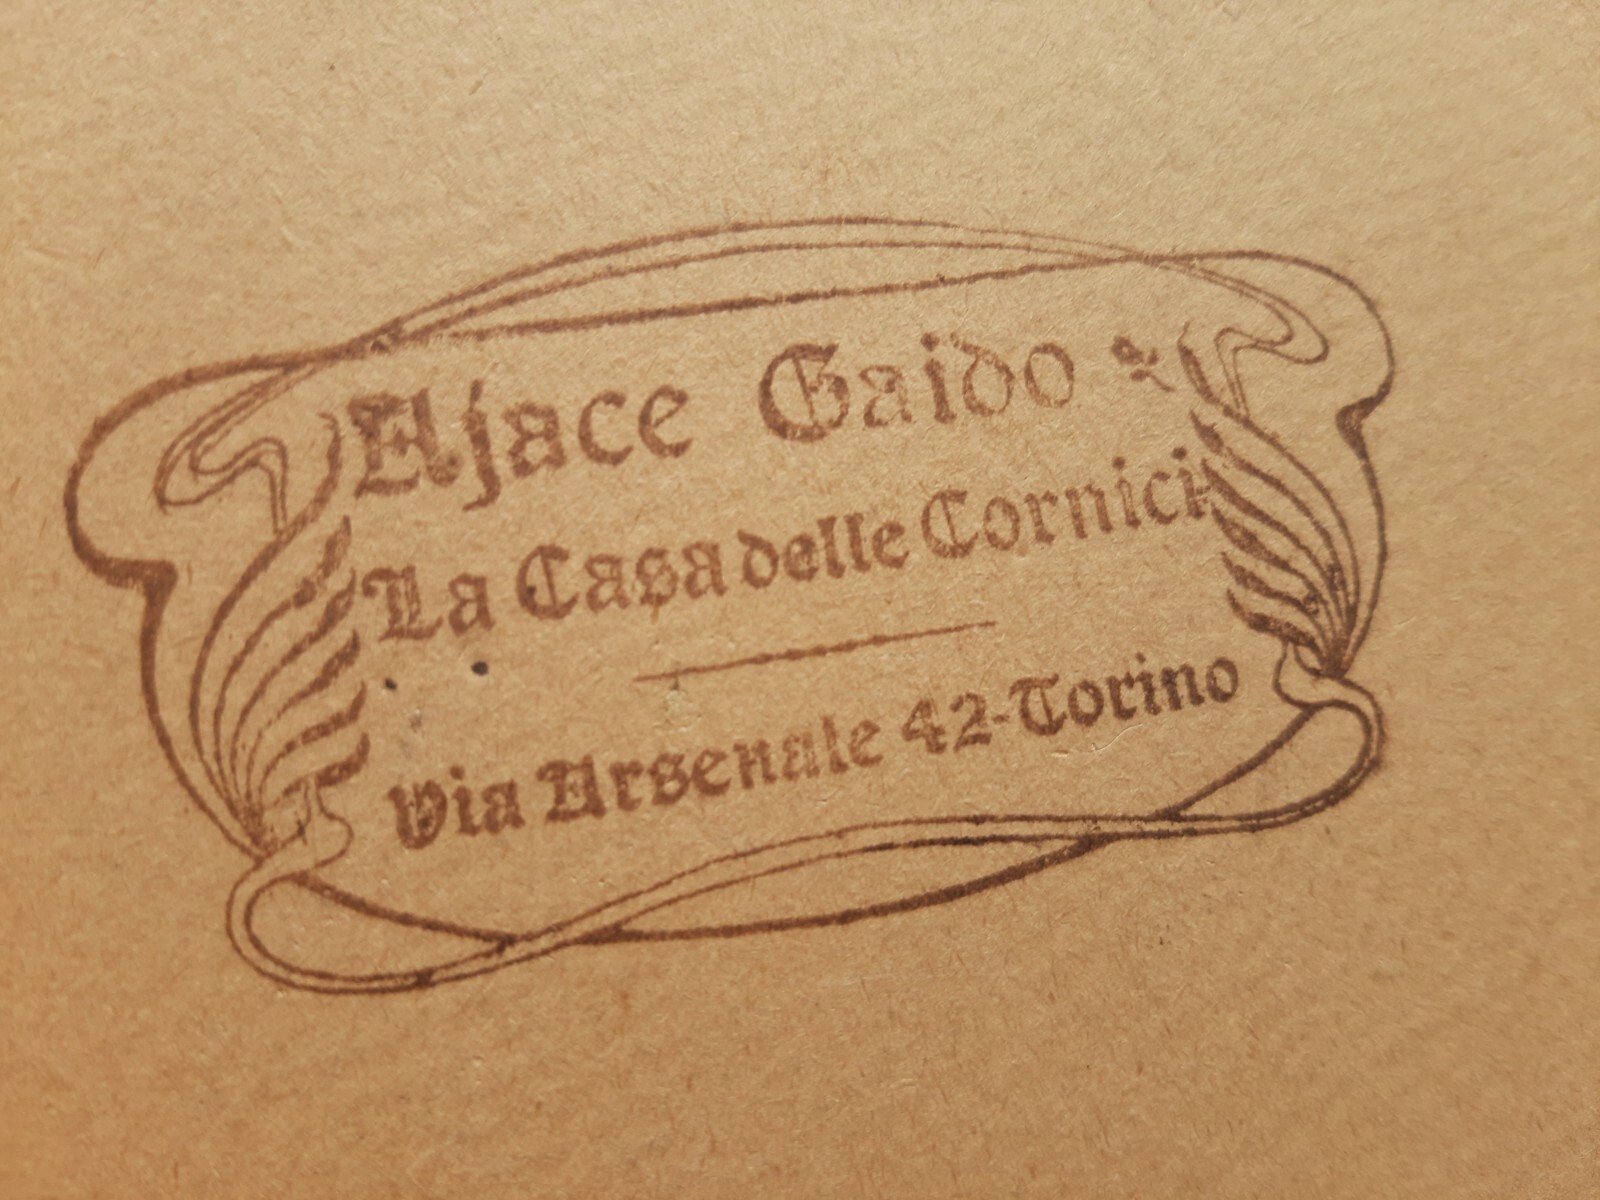 Ajace Gaido
La Casa delle Cornici
Via Arsenale 42-Torino